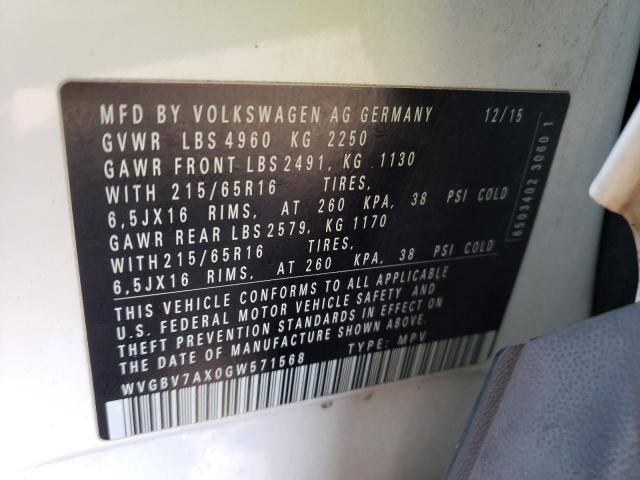 MFD BY VOLKSWAGEN AG GERMANY 12/15
GVWR LBS 4960 KG 2250
GAWR FRONT LBS 2491, KG 1130
WITH 215/65R16 TIRES,
6,5JX16 RIMS, AT 260 KPA, 38 PSI COLD
GAWR REAR LBS 2579, KG 1170
WITH 215/65R16 TIRES,
6,5JX16 RIMS, AT 260 KPA, 38 PSI COLD
THIS VEHICLE CONFORMS TO ALL APPLICABLE
U.S. FEDERAL MOTOR VEHICLE SAFETY AND
THEFT PREVENTION STANDARDS IN EFFECT ON
THE DATE OF MANUFACTURE SHOWN ABOVE.
WVGBV7AX0GW571568 TYPE: MPV
6503402 3060 1